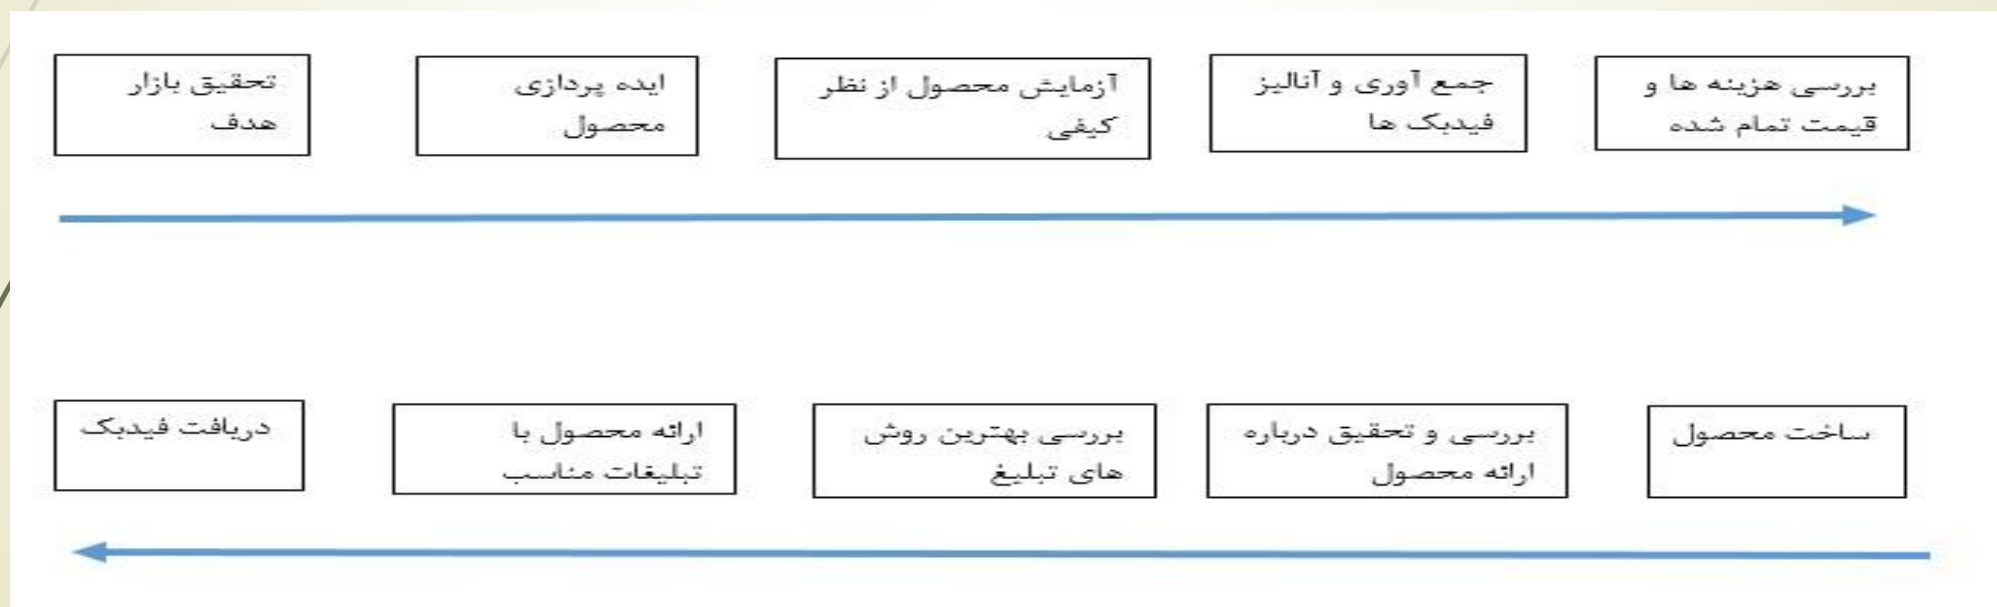 تحقیق بازار
هدف
ایده پردازی
محصول
آزمایش محصول از نظر
کیفی
جمع آوری و آنالیز
فیدبک ها
بررسی هزینه ها و
قیمت تمام شده
ساخت محصول
بررسی و تحقیق درباره
ارائه محصول
بررسی بهترین روش
های تبلیغ
ارائه محصول با
تبلیغات مناسب
دریافت فیدبک